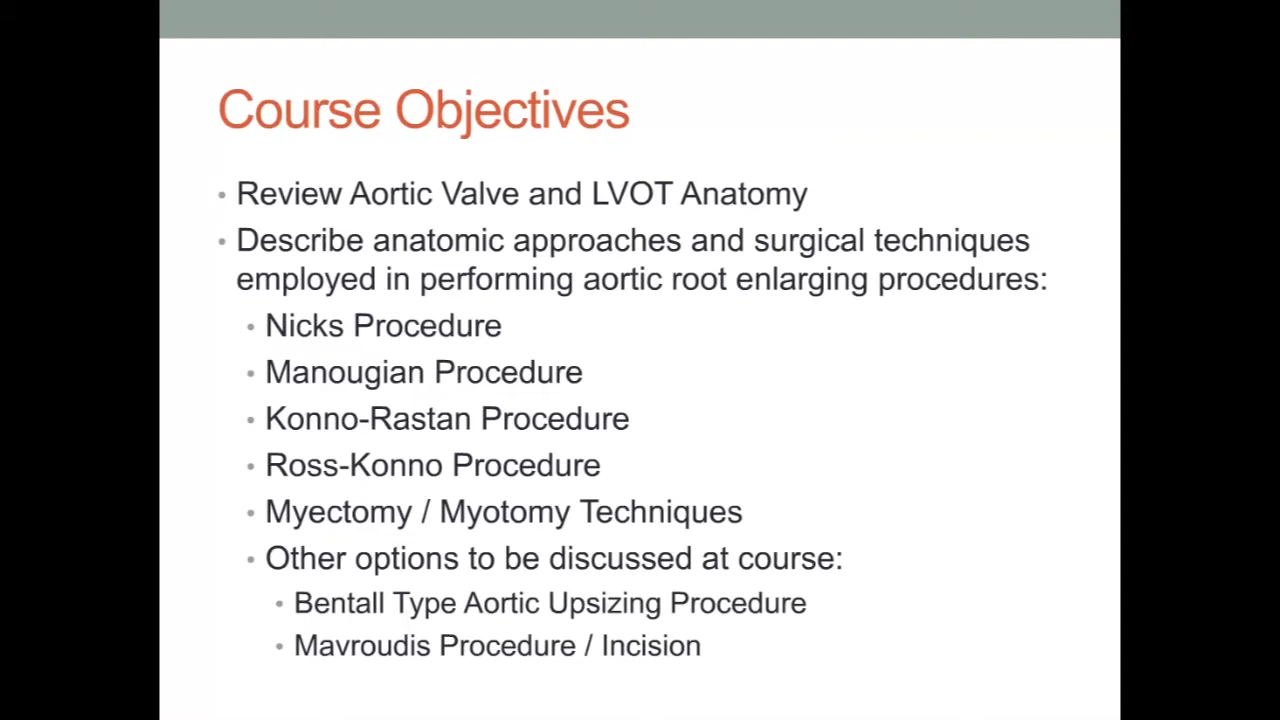 Course Objectives
• Review Aortic Valve and LVOT Anatomy
• Describe anatomic approaches and surgical techniques
employed in performing aortic root enlarging procedures:
• Nicks Procedure
• Manougian Procedure
• Konno-Rastan Procedure
• Ross-Konno Procedure
• Myectomy / Myotomy Techniques
• Other options to be discussed at course:
• Bentall Type Aortic Upsizing Procedure
• Mavroudis Procedure / Incision